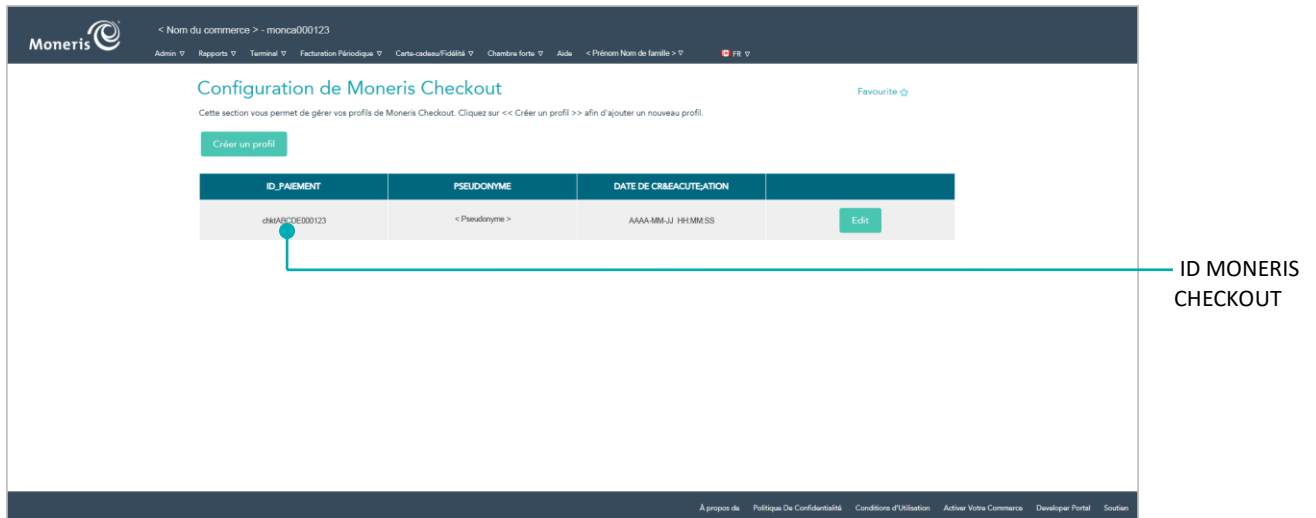 Moneris
< Nom du commerce > - monca000123
Admin ▽ Rapports ▽ Terminal ▽ Facturation Périodique ▽ Carte-cadeau/Fidélité ▽ Chambre forte ▽ Aide < Prénom Nom de famille > ▽ FR ▽
Configuration de Moneris Checkout
Favourite ☆
Cette section vous permet de gérer vos profils de Moneris Checkout. Cliquez sur << Créer un profil >> afin d'ajouter un nouveau profil.
Créer un profil
ID_PAIEMENT PSEUDONYME DATE DE CR&EACUTE;ATION
chktABCDE000123 < Pseudonyme > AAAA-MM-JJ HH:MM:SS Edit
ID MONERIS
CHECKOUT
À propos de Politique De Confidentialité Conditions d'Utilisation Activer Votre Commerce Developer Portal Soutien